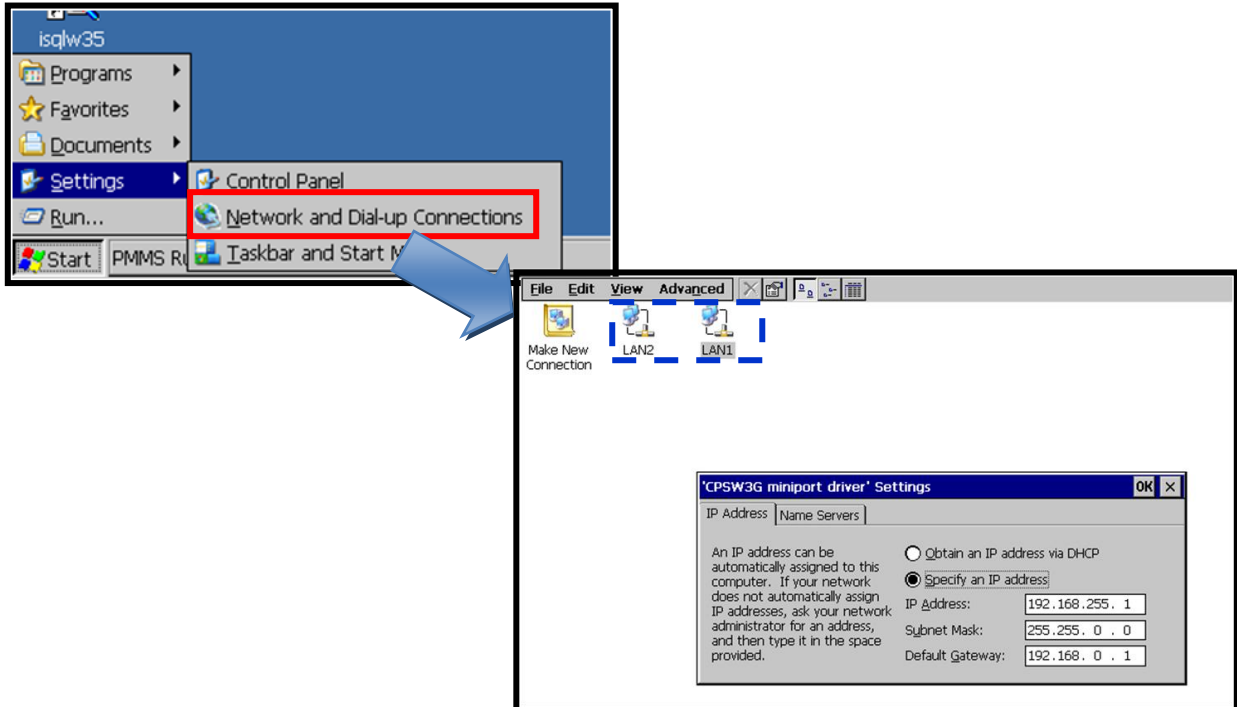 isqlw35
Programs
Favorites
Documents
Settings
Control Panel
Run...
Network and Dial-up Connections
Start
PMMS
Taskbar and Start
File Edit View Advanced
Make New
Connection
LAN2
LAN1
'CPSW3G miniport driver' Settings
OK
IP Address
Name Servers
An IP address can be
automatically assigned to this
computer. If your network
does not automatically assign
IP addresses, ask your network
administrator for an address,
and then type it in the space
provided.
Obtain an IP address via DHCP
Specify an IP address
IP Address: 192.168.255. 1
Subnet Mask: 255.255. 0 . 0
Default Gateway: 192.168. 0 . 1